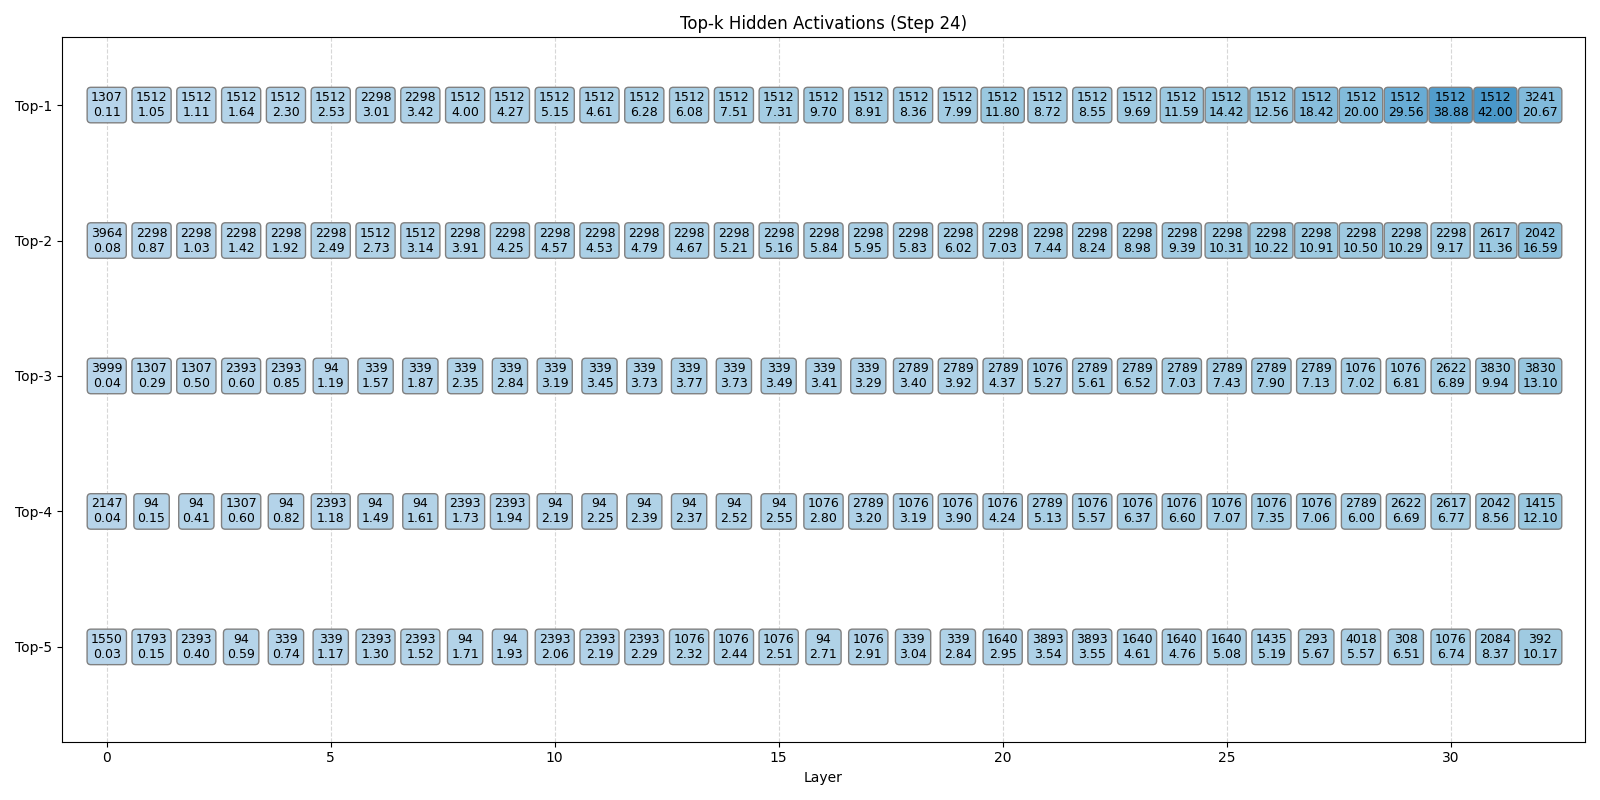 Top-k Hidden Activations (Step 24)
Top-1
1307 1512 1512 1512 1512 1512 2298 2298 1512 1512 1512 1512 1512 1512 1512 1512 1512 1512 1512 1512 1512 1512 1512 1512 1512 1512 1512 1512 1512 1512 1512 1512 3241
0.11 1.05 1.11 1.64 2.30 2.53 3.01 3.42 4.00 4.27 5.15 4.61 6.28 6.08 7.51 7.31 9.70 8.91 8.36 7.99 11.80 8.72 8.55 9.69 11.59 14.42 12.56 18.42 20.00 29.56 38.88 42.00 20.67
Top-2
3964 2298 2298 2298 2298 2298 1512 1512 2298 2298 2298 2298 2298 2298 2298 2298 2298 2298 2298 2298 2298 2298 2298 2298 2298 2298 2298 2298 2298 2298 2298 2617 2042
0.08 0.87 1.03 1.42 1.92 2.49 2.73 3.14 3.91 4.25 4.57 4.53 4.79 4.67 5.21 5.16 5.84 5.95 5.83 6.02 7.03 7.44 8.24 8.98 9.39 10.31 10.22 10.91 10.50 10.29 9.17 11.36 16.59
Top-3
3999 1307 1307 2393 2393 94 339 339 339 339 339 339 339 339 339 339 339 339 2789 2789 2789 1076 2789 2789 2789 2789 2789 2789 1076 1076 2622 3830 3830
0.04 0.29 0.50 0.60 0.85 1.19 1.57 1.87 2.35 2.84 3.19 3.45 3.73 3.77 3.73 3.49 3.41 3.29 3.40 3.92 4.37 5.27 5.61 6.52 7.03 7.43 7.90 7.13 7.02 6.81 6.89 9.94 13.10
Top-4
2147 94 94 1307 94 2393 94 94 2393 2393 94 94 94 94 94 94 1076 2789 1076 1076 1076 2789 1076 1076 1076 1076 1076 1076 2789 2622 2617 2042 1415
0.04 0.15 0.41 0.60 0.82 1.18 1.49 1.61 1.73 1.94 2.19 2.25 2.39 2.37 2.52 2.55 2.80 3.20 3.19 3.90 4.24 5.13 5.57 6.37 6.60 7.07 7.35 7.06 6.00 6.69 6.77 8.56 12.10
Top-5
1550 1793 2393 94 339 339 2393 2393 94 94 2393 2393 2393 1076 1076 1076 94 1076 339 339 1640 3893 3893 1640 1640 1640 1435 293 4018 308 1076 2084 392
0.03 0.15 0.40 0.59 0.74 1.17 1.30 1.52 1.71 1.93 2.06 2.19 2.29 2.32 2.44 2.51 2.71 2.91 3.04 2.84 2.95 3.54 3.55 4.61 4.76 5.08 5.19 5.67 5.57 6.51 6.74 8.37 10.17
0 5 10 15 20 25 30
Layer